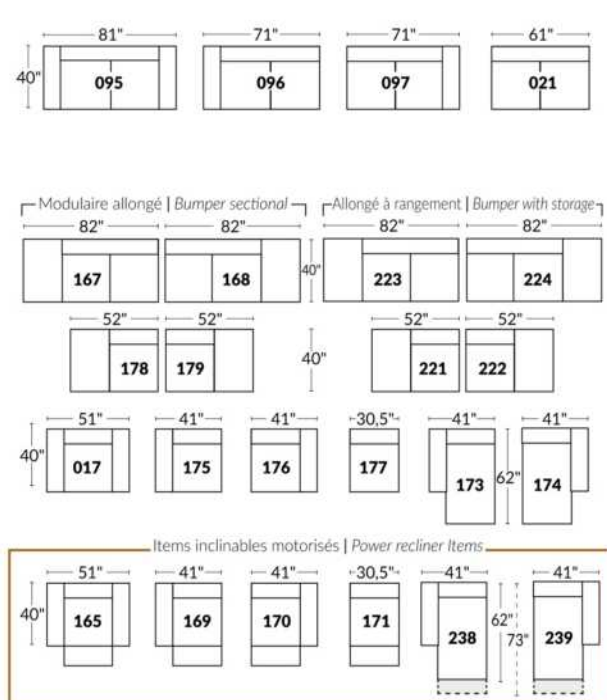 81" 71" 71" 61"
40" 095 096 097 021
Modulaire allongé | Bumper sectional Allongé à rangement | Bumper with storage
82" 82" 82" 82"
167 168 40" 223 224
52" 52" 52" 52"
178 179 40" 221 222
51" 41" 41" 30,5" 41" 41"
40" 017 175 176 177 173 62" 174
Items inclinables motorisés | Power recliner Items
51" 41" 41" 30,5" 41" 41"
40" 165 169 170 171 238 62" 73" 239